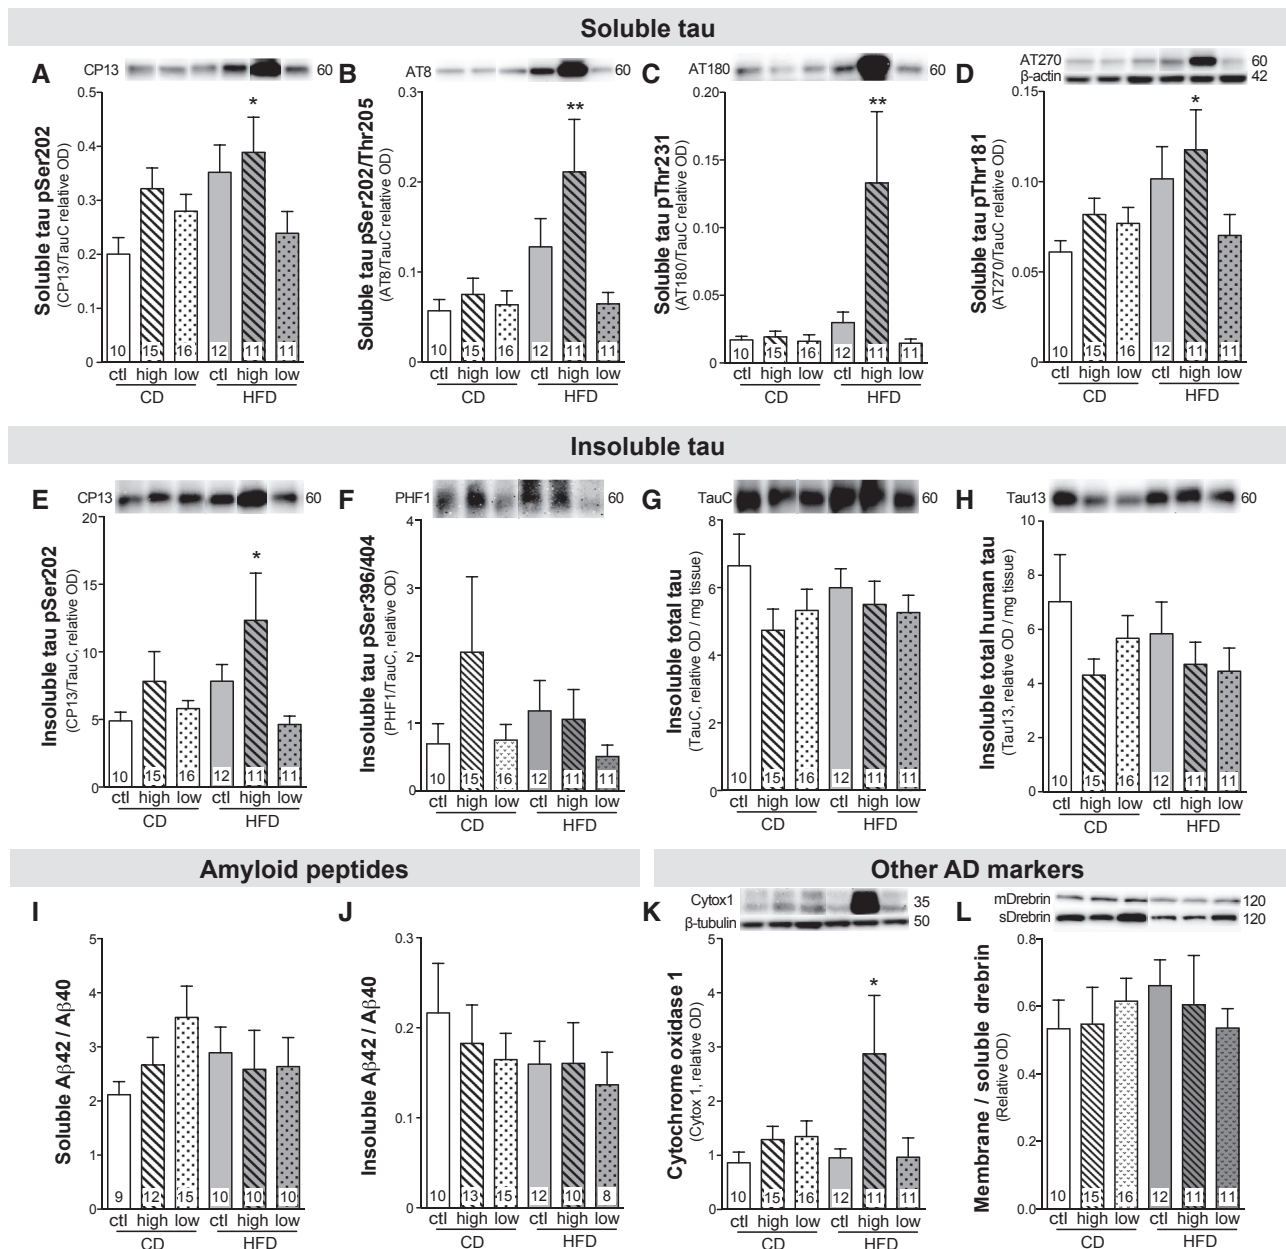 Soluble tau
A
CP13
60
Soluble tau pSer202
(CP13/TauC relative OD)
0.5
0.4
0.3
0.2
0.1
0
*
10 15 16 12 11 11
ctl high low ctl high low
CD HFD
B
AT8
60
Soluble tau pSer202/Thr205
(AT8/TauC relative OD)
0.3
0.2
0.1
0
**
10 15 16 12 11 11
ctl high low ctl high low
CD HFD
C
AT180
60
Soluble tau pThr231
(AT180/TauC relative OD)
0.20
0.15
0.10
0.05
0
**
10 15 16 12 11 11
ctl high low ctl high low
CD HFD
D
AT270 60
β-actin 42
Soluble tau pThr181
(AT270/TauC relative OD)
0.15
0.10
0.05
0
*
10 15 16 12 11 11
ctl high low ctl high low
CD HFD
Insoluble tau
E
CP13
60
Insoluble tau pSer202
(CP13/TauC, relative OD)
20
15
10
5
0
*
10 15 16 12 11 11
ctl high low ctl high low
CD HFD
F
PHF1
60
Insoluble tau pSer396/404
(PHF1/TauC, relative OD)
4
3
2
1
0
10 15 16 12 11 11
ctl high low ctl high low
CD HFD
G
TauC
60
Insoluble total tau
(TauC, relative OD / mg tissue)
8
6
4
2
0
10 15 16 12 11 11
ctl high low ctl high low
CD HFD
H
Tau13
60
Insoluble total human tau
(Tau13, relative OD / mg tissue)
10
8
6
4
2
0
10 15 16 12 11 11
ctl high low ctl high low
CD HFD
Amyloid peptides
I
Soluble Aβ42 / Aβ40
5
4
3
2
1
0
9 12 15 10 10 10
ctl high low ctl high low
CD HFD
J
Insoluble Aβ42 / Aβ40
0.3
0.2
0.1
0
10 13 15 12 10 8
ctl high low ctl high low
CD HFD
Other AD markers
K
Cytox1 35
β-tubulin 50
Cytochrome oxidase 1
(Cytox 1, relative OD)
5
4
3
2
1
0
*
10 15 16 12 11 11
ctl high low ctl high low
CD HFD
L
mDrebrin 120
sDrebrin 120
Membrane / soluble drebrin
(Relative OD)
0.8
0.6
0.4
0.2
0.0
10 15 16 12 11 11
ctl high low ctl high low
CD HFD